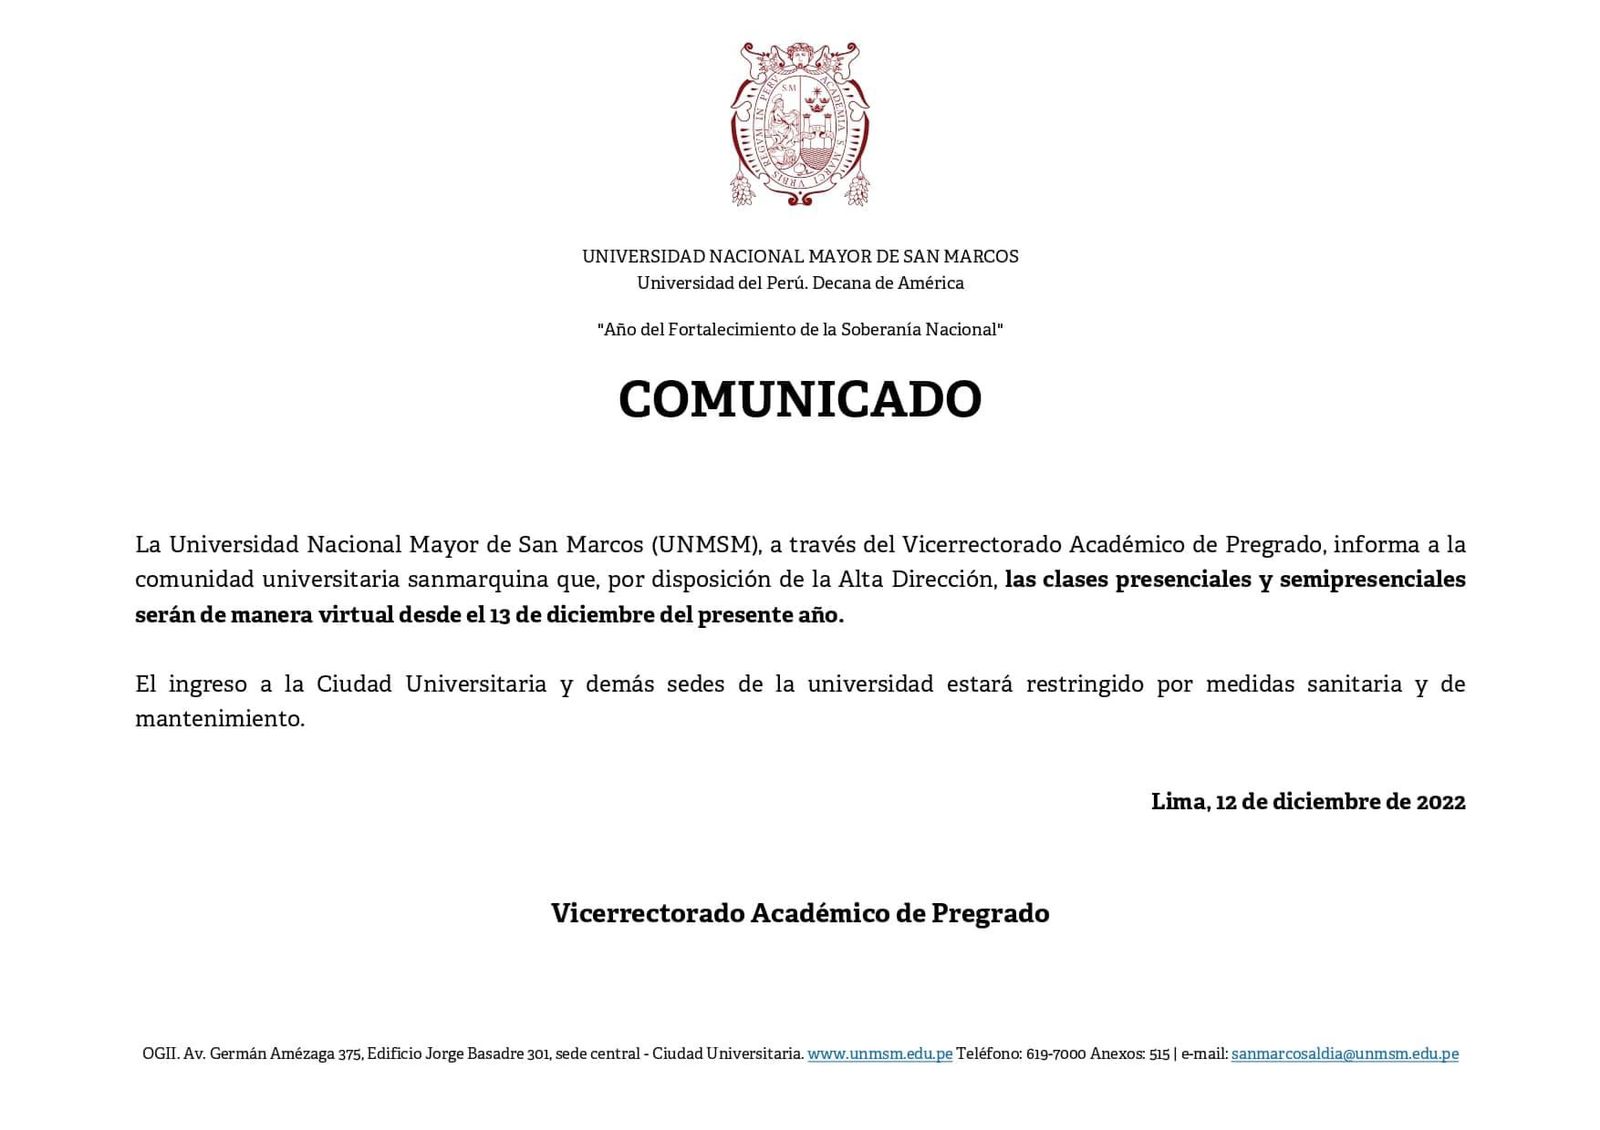 S M
ACADEMIA S MARCI VRBIS REGVM IN PERV
UNIVERSIDAD NACIONAL MAYOR DE SAN MARCOS
Universidad del Perú. Decana de América
"Año del Fortalecimiento de la Soberanía Nacional"
COMUNICADO
La Universidad Nacional Mayor de San Marcos (UNMSM), a través del Vicerrectorado Académico de Pregrado, informa a la
comunidad universitaria sanmarquina que, por disposición de la Alta Dirección, las clases presenciales y semipresenciales
serán de manera virtual desde el 13 de diciembre del presente año.
El ingreso a la Ciudad Universitaria y demás sedes de la universidad estará restringido por medidas sanitaria y de
mantenimiento.
Lima, 12 de diciembre de 2022
Vicerrectorado Académico de Pregrado
OGII. Av. Germán Amézaga 375, Edificio Jorge Basadre 301, sede central - Ciudad Universitaria. www.unmsm.edu.pe Teléfono: 619-7000 Anexos: 515 | e-mail: sanmarcosaldia@unmsm.edu.pe